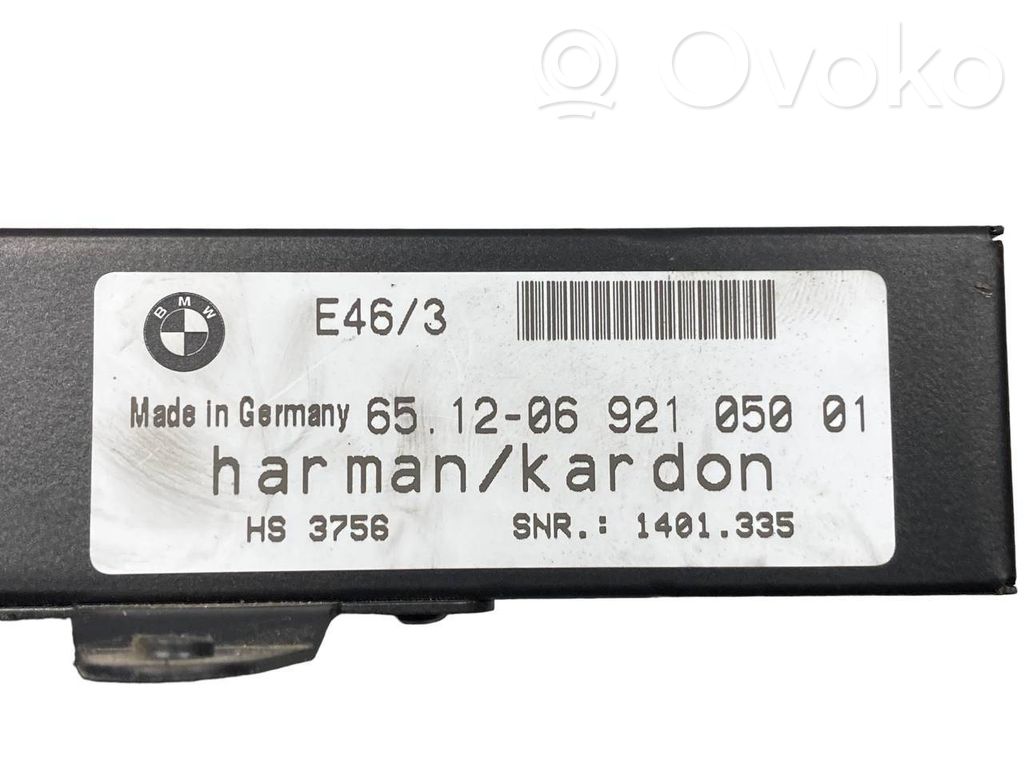 Ovoko
BMW
E46/3
Made in Germany 65.12-06 921 050 01
harman/kardon
HS 3756 SNR.: 1401.335